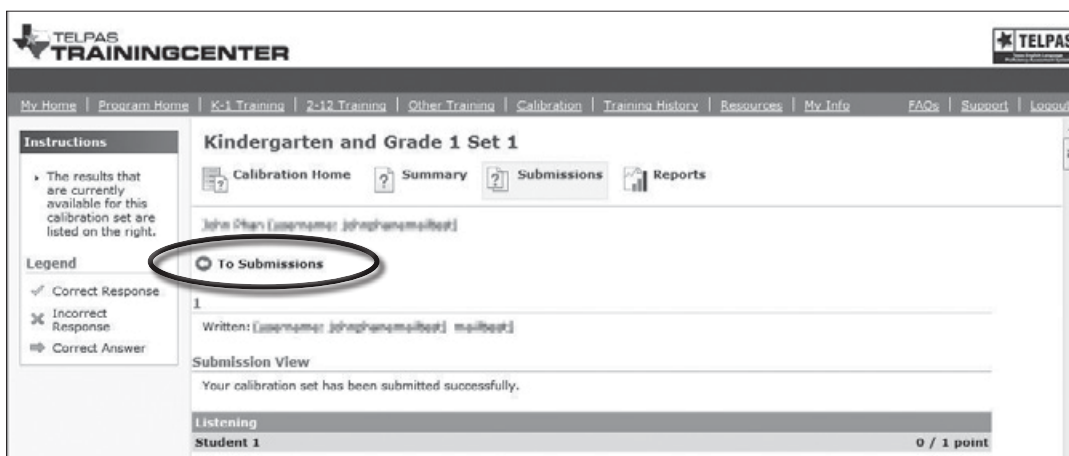 TELPAS
TRAININGCENTER
TELPAS
My Home | Program Home | K-1 Training | 2-12 Training | Other Training | Calibration | Training History | Resources | My Info FAQs | Support | Logout
Instructions
The results that
are currently
available for this
calibration set are
listed on the right.
Legend
Correct Response
Incorrect
Response
Correct Answer
Kindergarten and Grade 1 Set 1
Calibration Home Summary Submissions Reports
To Submissions
1
Written:
Submission View
Your calibration set has been submitted successfully.
Listening
Student 1 0 / 1 point